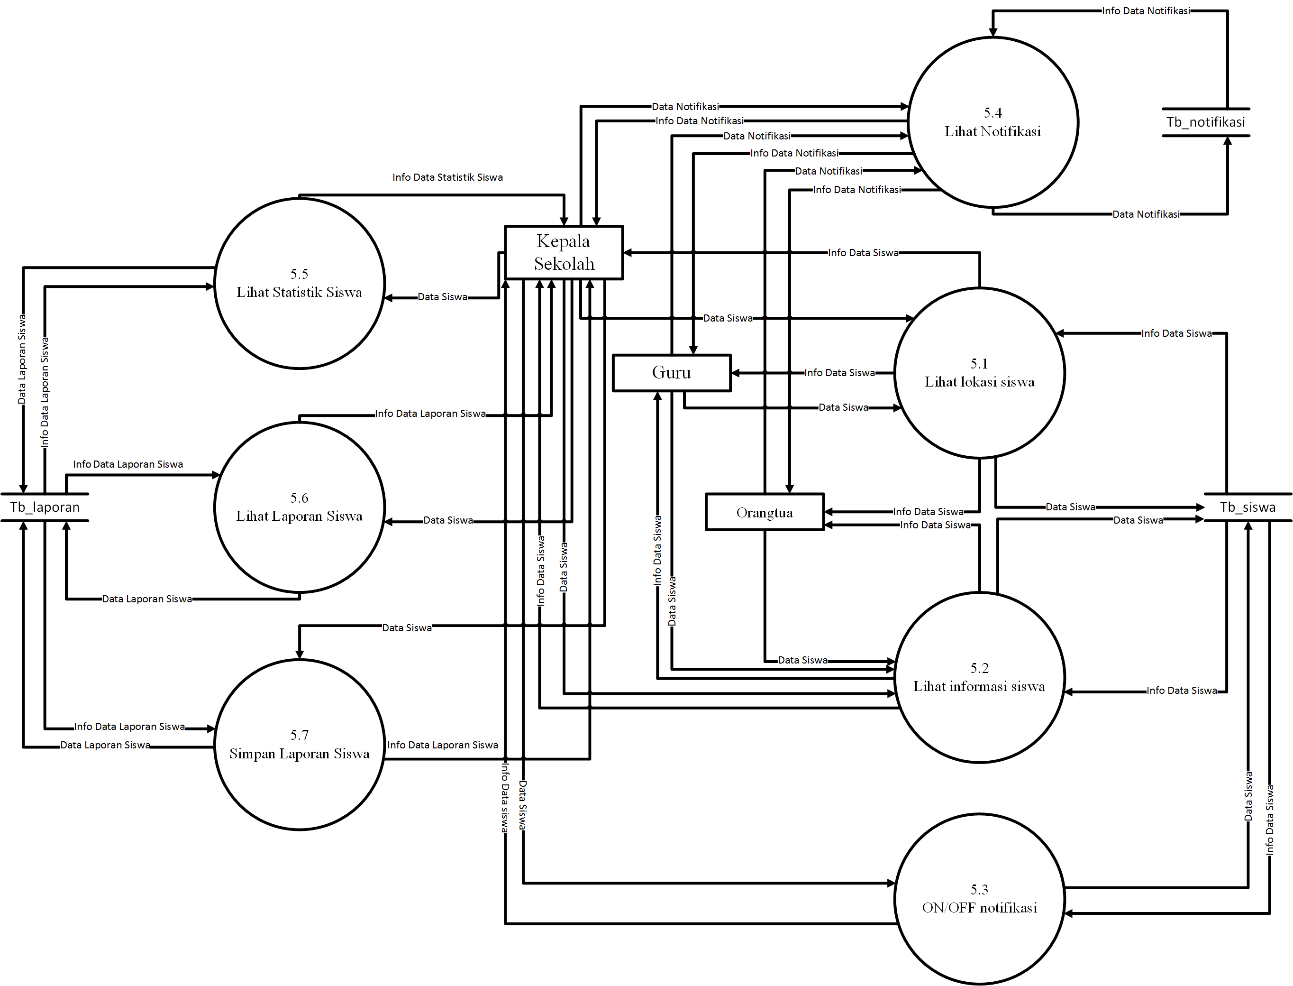 Info Data Notifikasi
5.4
Lihat Notifikasi
Tb_notifikasi
Data Notifikasi
Info Data Notifikasi
Data Notifikasi
Info Data Notifikasi
Data Notifikasi
Info Data Notifikasi
Data Notifikasi
Info Data Statistik Siswa
Kepala
Sekolah
Info Data Siswa
5.5
Lihat Statistik Siswa
Data Siswa
Data Siswa
Info Data Siswa
Data Laporan Siswa
Info Data Laporan Siswa
Guru
Info Data Siswa
5.1
Lihat lokasi siswa
Data Siswa
Info Data Laporan Siswa
Info Data Laporan Siswa
5.6
Lihat Laporan Siswa
Tb_laporan
Data Siswa
Orangtua
Info Data Siswa
Info Data Siswa
Data Siswa
Data Siswa
Tb_siswa
Info Data Siswa
Data Siswa
Info Data Siswa
Data Siswa
Data Laporan Siswa
Data Siswa
Data Siswa
5.2
Lihat informasi siswa
Info Data Siswa
5.7
Simpan Laporan Siswa
Info Data Laporan Siswa
Data Laporan Siswa
Info Data Laporan Siswa
Info Data siswa
Data Siswa
Data Siswa
Info Data Siswa
5.3
ON/OFF notifikasi